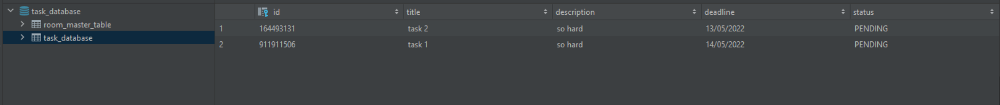 task_database
room_master_table
task_database
id title description deadline status
1 164493131 task 2 so hard 13/05/2022 PENDING
2 911911506 task 1 so hard 14/05/2022 PENDING